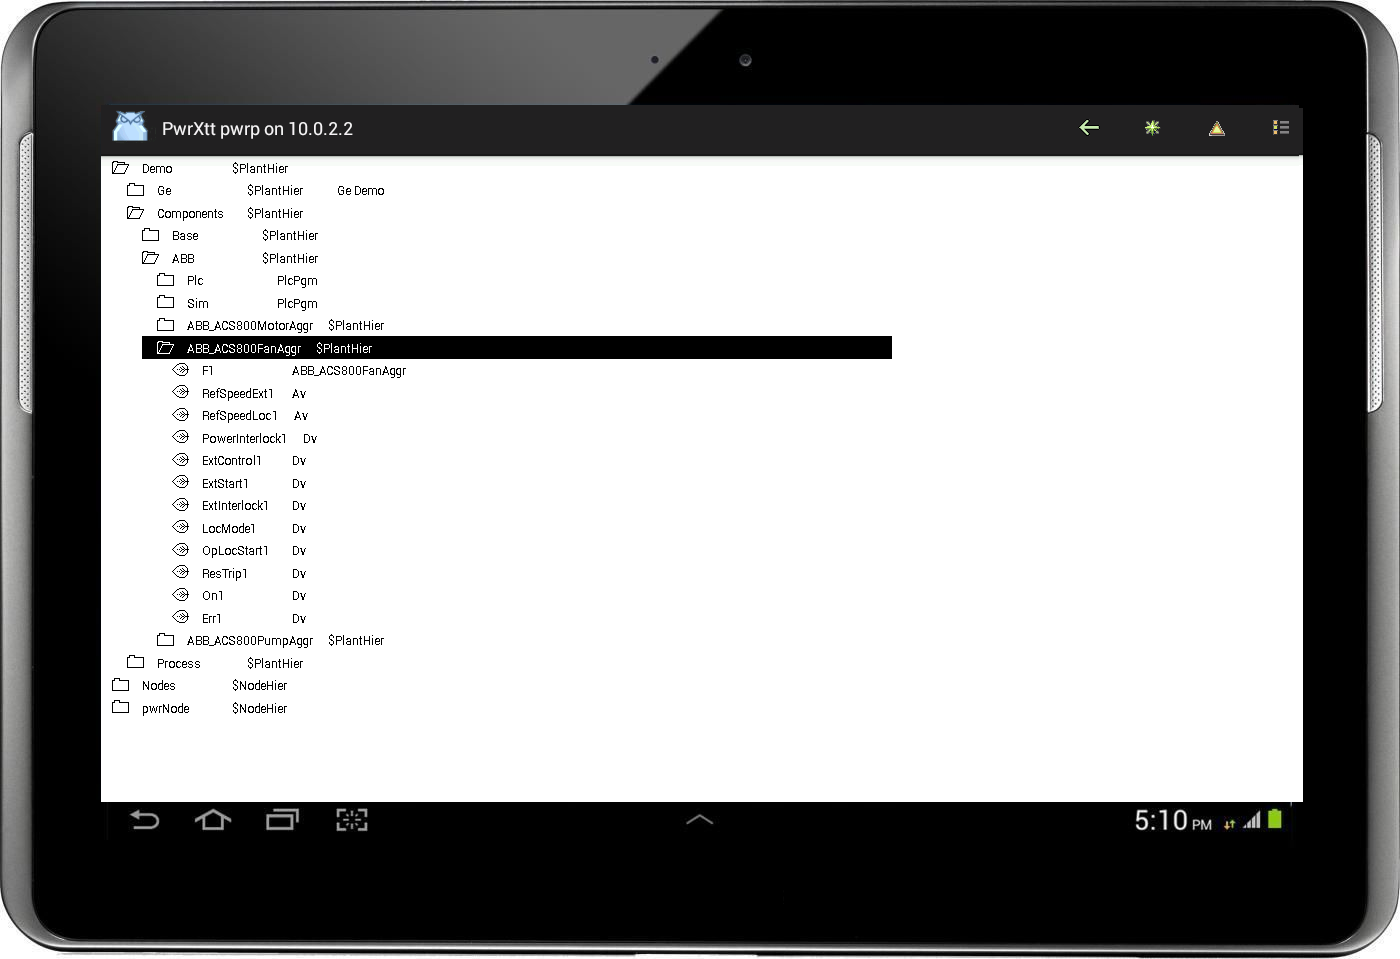 PwrXtt pwrp on 10.0.2.2
Demo $PlantHier
Ge $PlantHier Ge Demo
Components $PlantHier
Base $PlantHier
ABB $PlantHier
Plc PlcPgm
Sim PlcPgm
ABB_ACS800MotorAggr $PlantHier
ABB_ACS800FanAggr $PlantHier
F1 ABB_ACS800FanAggr
RefSpeedExt1 Av
RefSpeedLoc1 Av
PowerInterlock1 Dv
ExtControl1 Dv
ExtStart1 Dv
ExtInterlock1 Dv
LocMode1 Dv
OpLocStart1 Dv
ResTrip1 Dv
On1 Dv
Err1 Dv
ABB_ACS800PumpAggr $PlantHier
Process $PlantHier
Nodes $NodeHier
pwrNode $NodeHier
5:10 PM